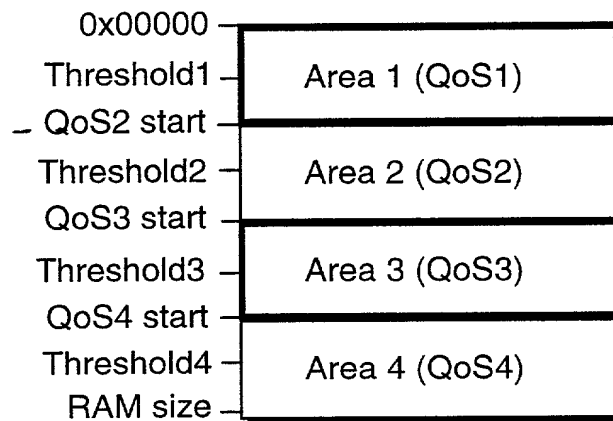 0x00000
Threshold1
Area 1 (QoS1)
QoS2 start
Threshold2
Area 2 (QoS2)
QoS3 start
Threshold3
Area 3 (QoS3)
QoS4 start
Threshold4
Area 4 (QoS4)
RAM size